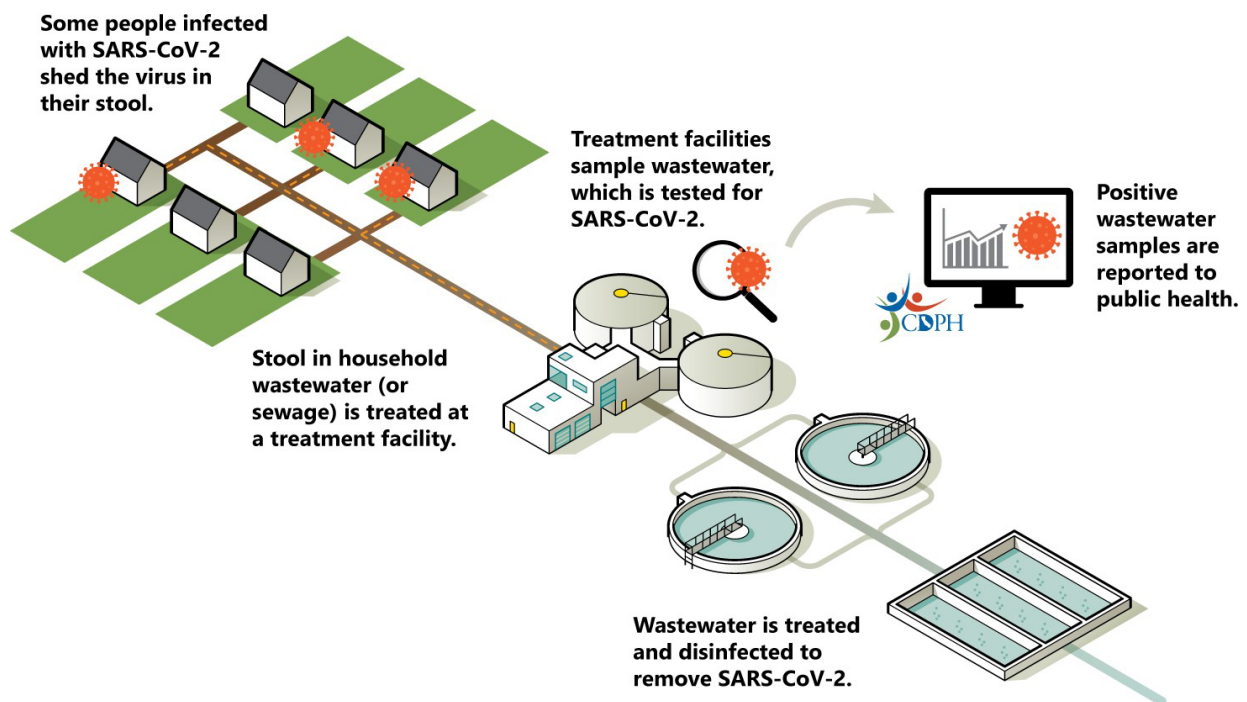 Some people infected
with SARS-CoV-2
shed the virus in
their stool.
Treatment facilities
sample wastewater,
which is tested for
SARS-CoV-2.
Positive
wastewater
samples are
reported to
public health.
CDPH
Stool in household
wastewater (or
sewage) is treated at
a treatment facility.
Wastewater is treated
and disinfected to
remove SARS-CoV-2.